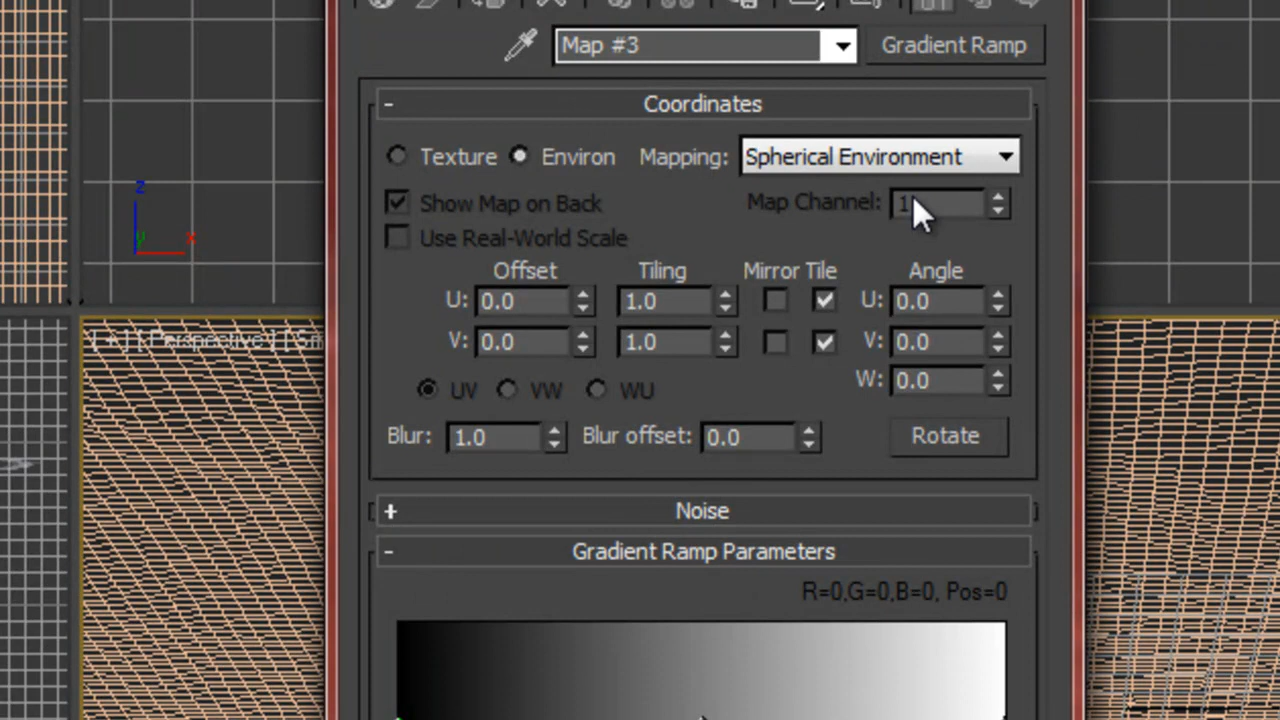 Map #3 Gradient Ramp
- Coordinates
Texture Environ Mapping: Spherical Environment
Show Map on Back Map Channel: 1
Use Real-World Scale
Offset Tiling Mirror Tile Angle
U: 0.0 1.0 U: 0.0
V: 0.0 1.0 V: 0.0
W: 0.0
UV VW WU
Blur: 1.0 Blur offset: 0.0 Rotate
+ Noise
- Gradient Ramp Parameters
R=0,G=0,B=0, Pos=0
z
y x
[+][Perspective][Sm